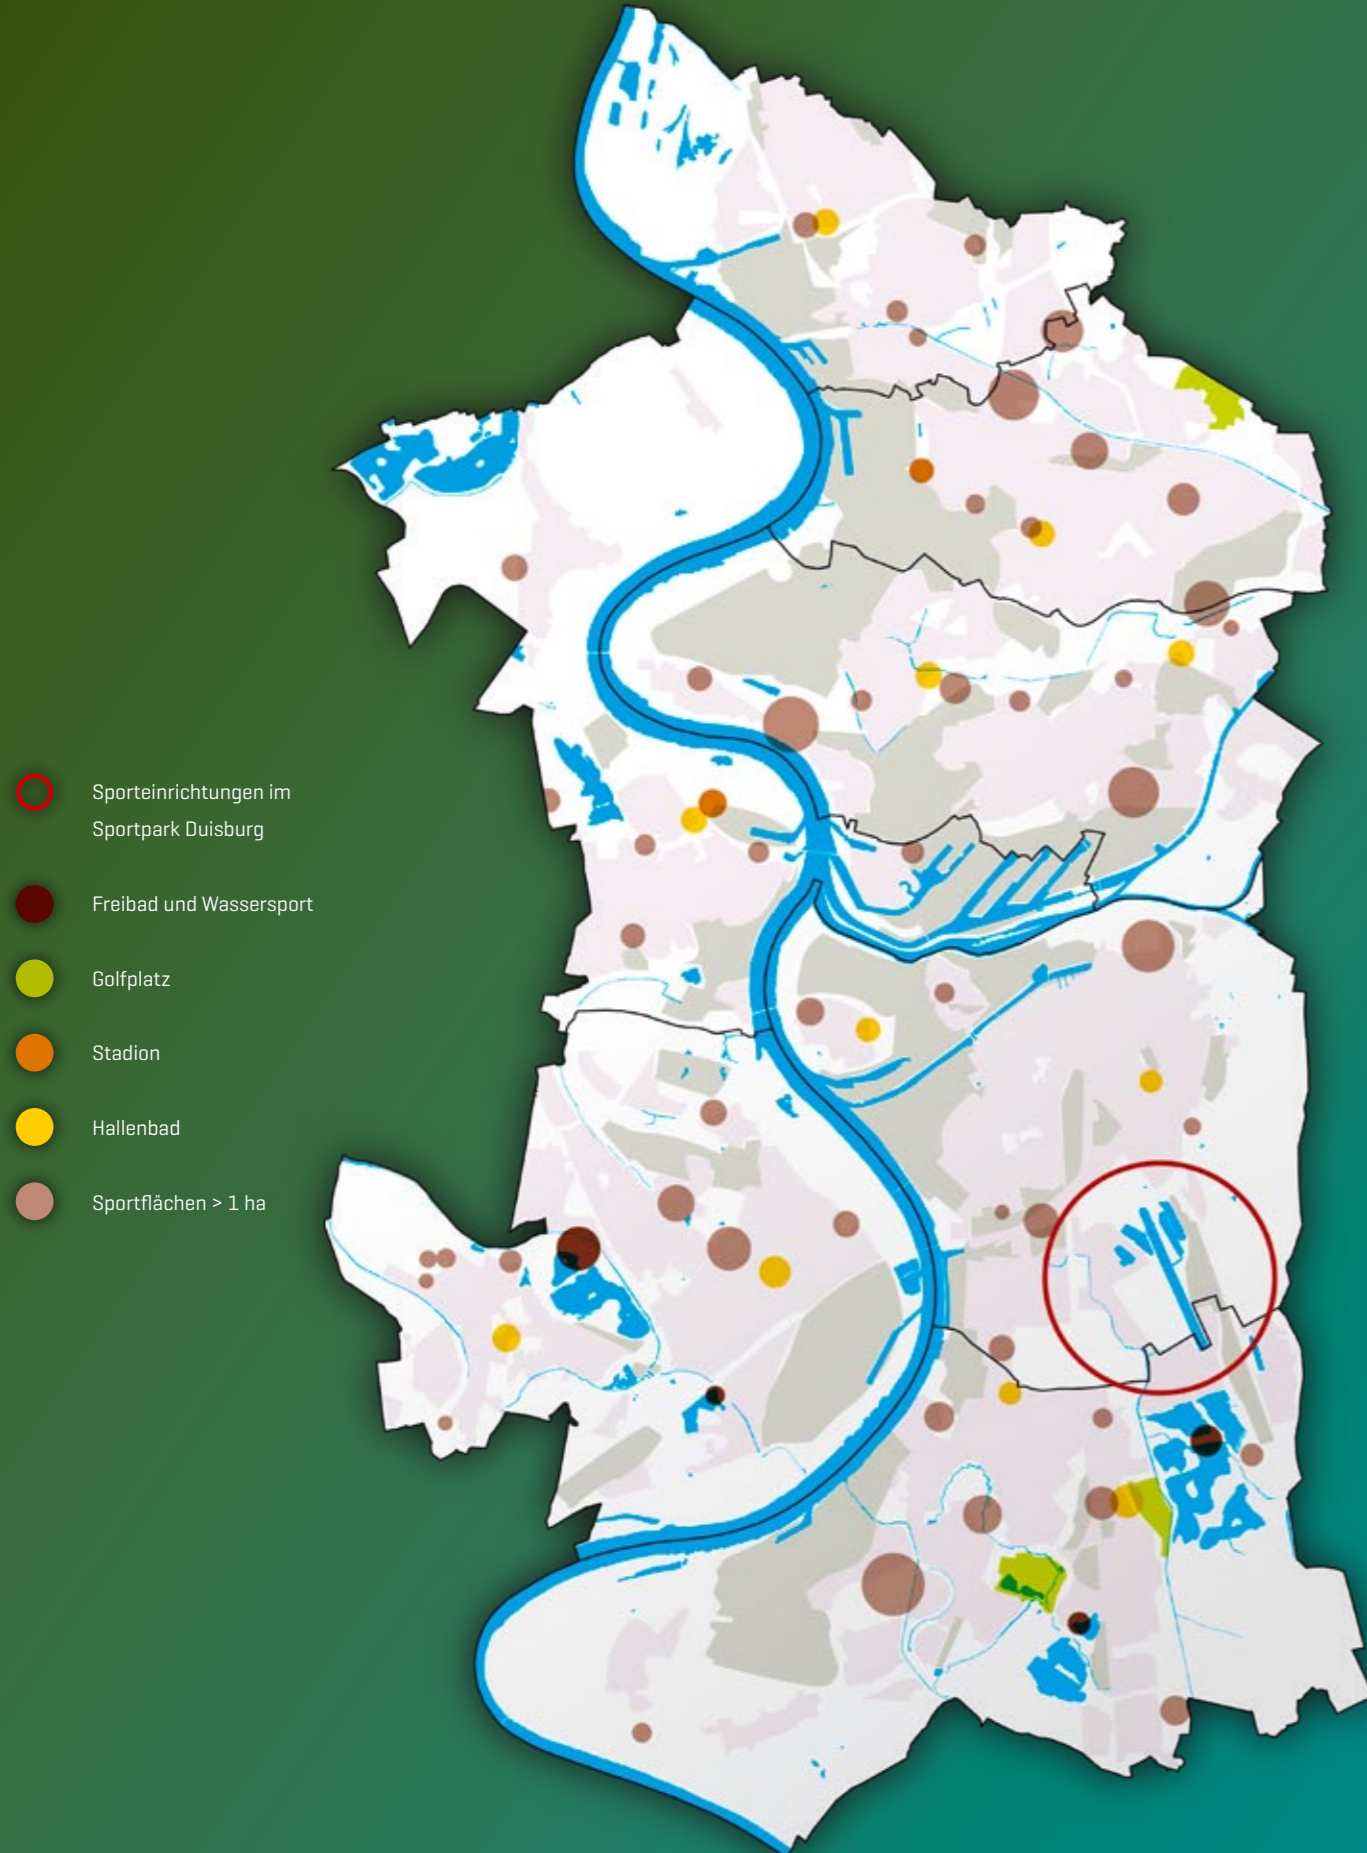 Sporteinrichtungen im
Sportpark Duisburg
Freibad und Wassersport
Golfplatz
Stadion
Hallenbad
Sportflächen > 1 ha